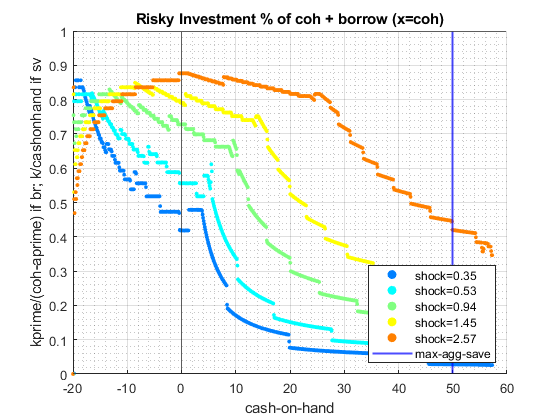 Risky Investment % of coh + borrow (x=coh)
kprime/(coh-aprime) if br; k/cashonhand if sv
1
0.9
0.8
0.7
0.6
0.5
0.4
0.3
0.2
0.1
0
-20
-10
0
10
20
30
40
50
60
cash-on-hand
shock=0.35
shock=0.53
shock=0.94
shock=1.45
shock=2.57
max-agg-save